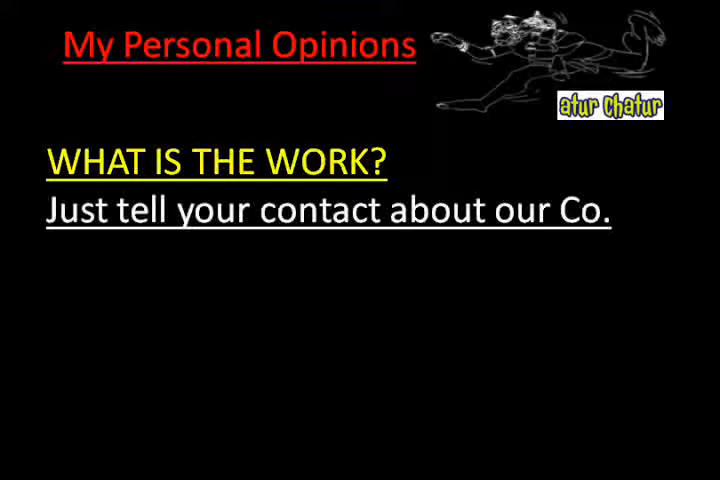 My Personal Opinions
atur Chatur
WHAT IS THE WORK?
Just tell your contact about our Co.